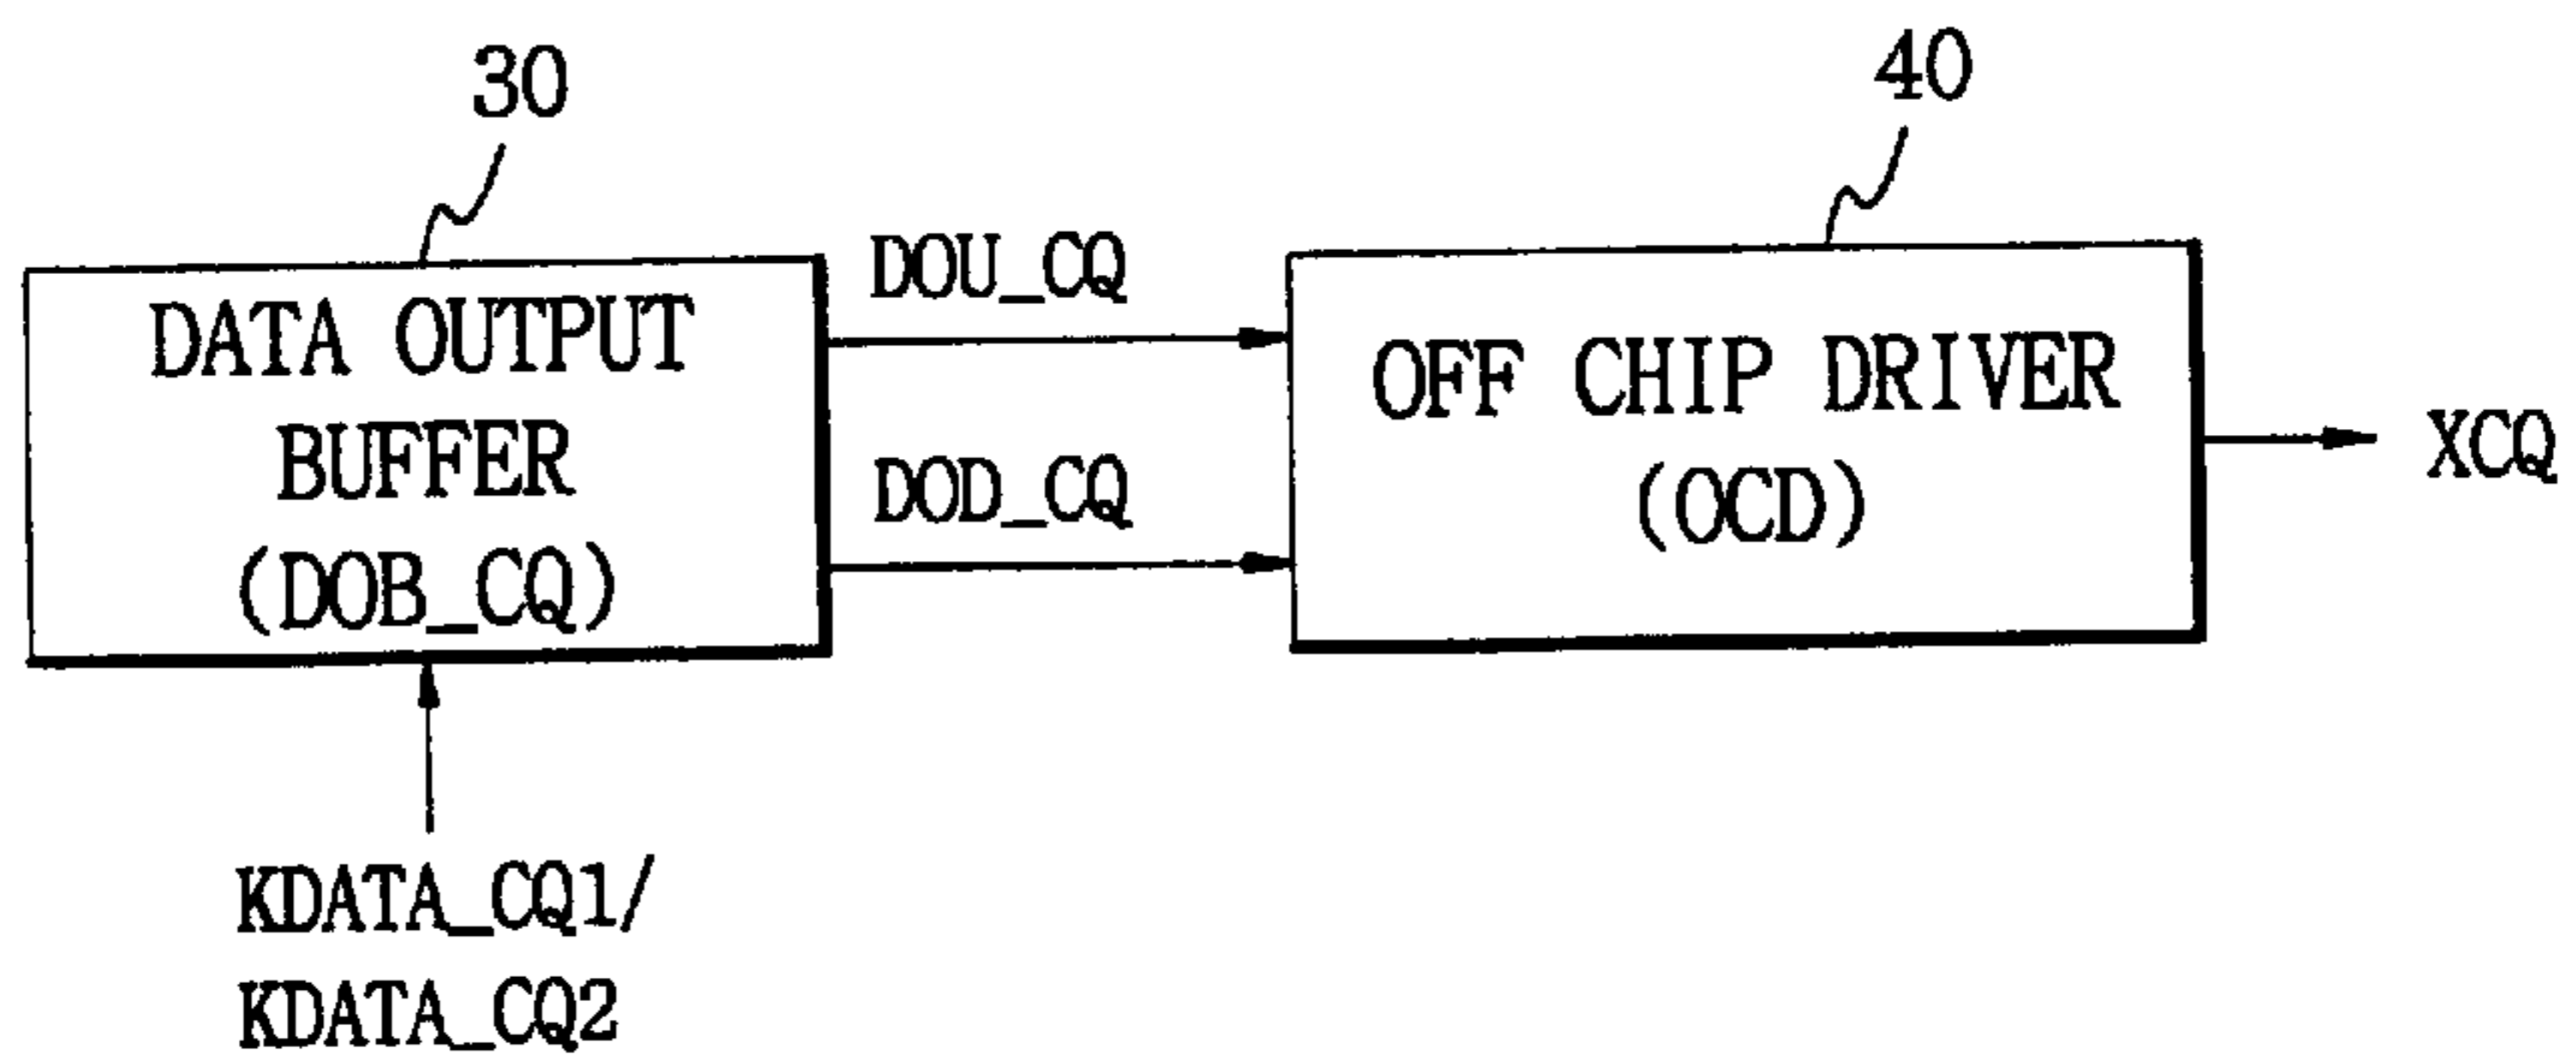 30
40
DATA OUTPUT
BUFFER
(DOB_CQ)
DOU_CQ
DOD_CQ
OFF CHIP DRIVER
(OCD)
XCQ
KDATA_CQ1/
KDATA_CQ2